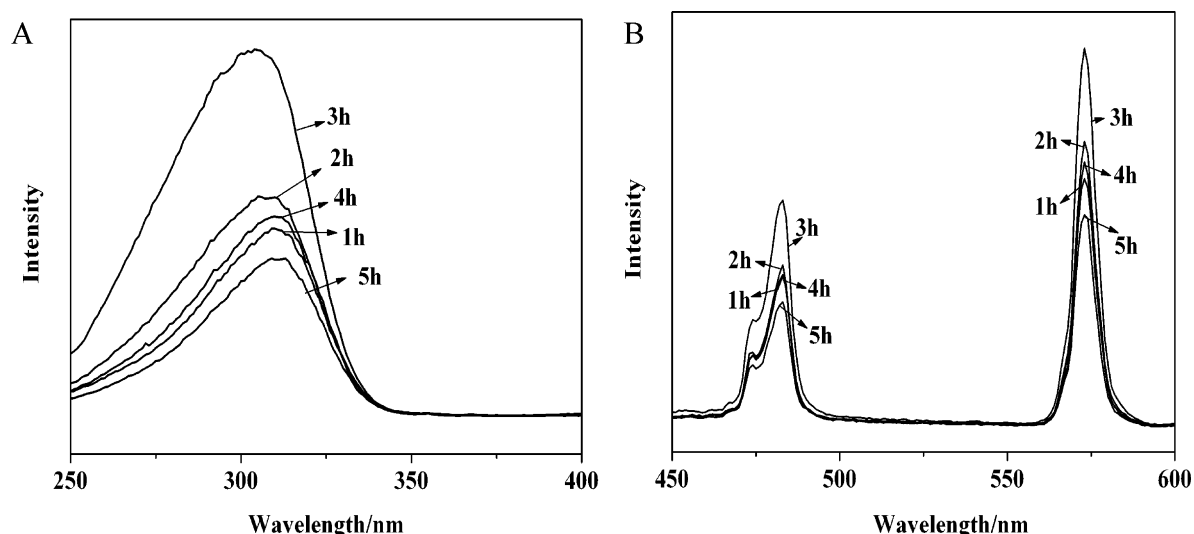 A
3h
2h
4h
1h
5h
Intensity
250
300
350
400
Wavelength/nm
B
3h
2h
4h
1h
5h
3h
2h
4h
1h
5h
Intensity
450
500
550
600
Wavelength/nm